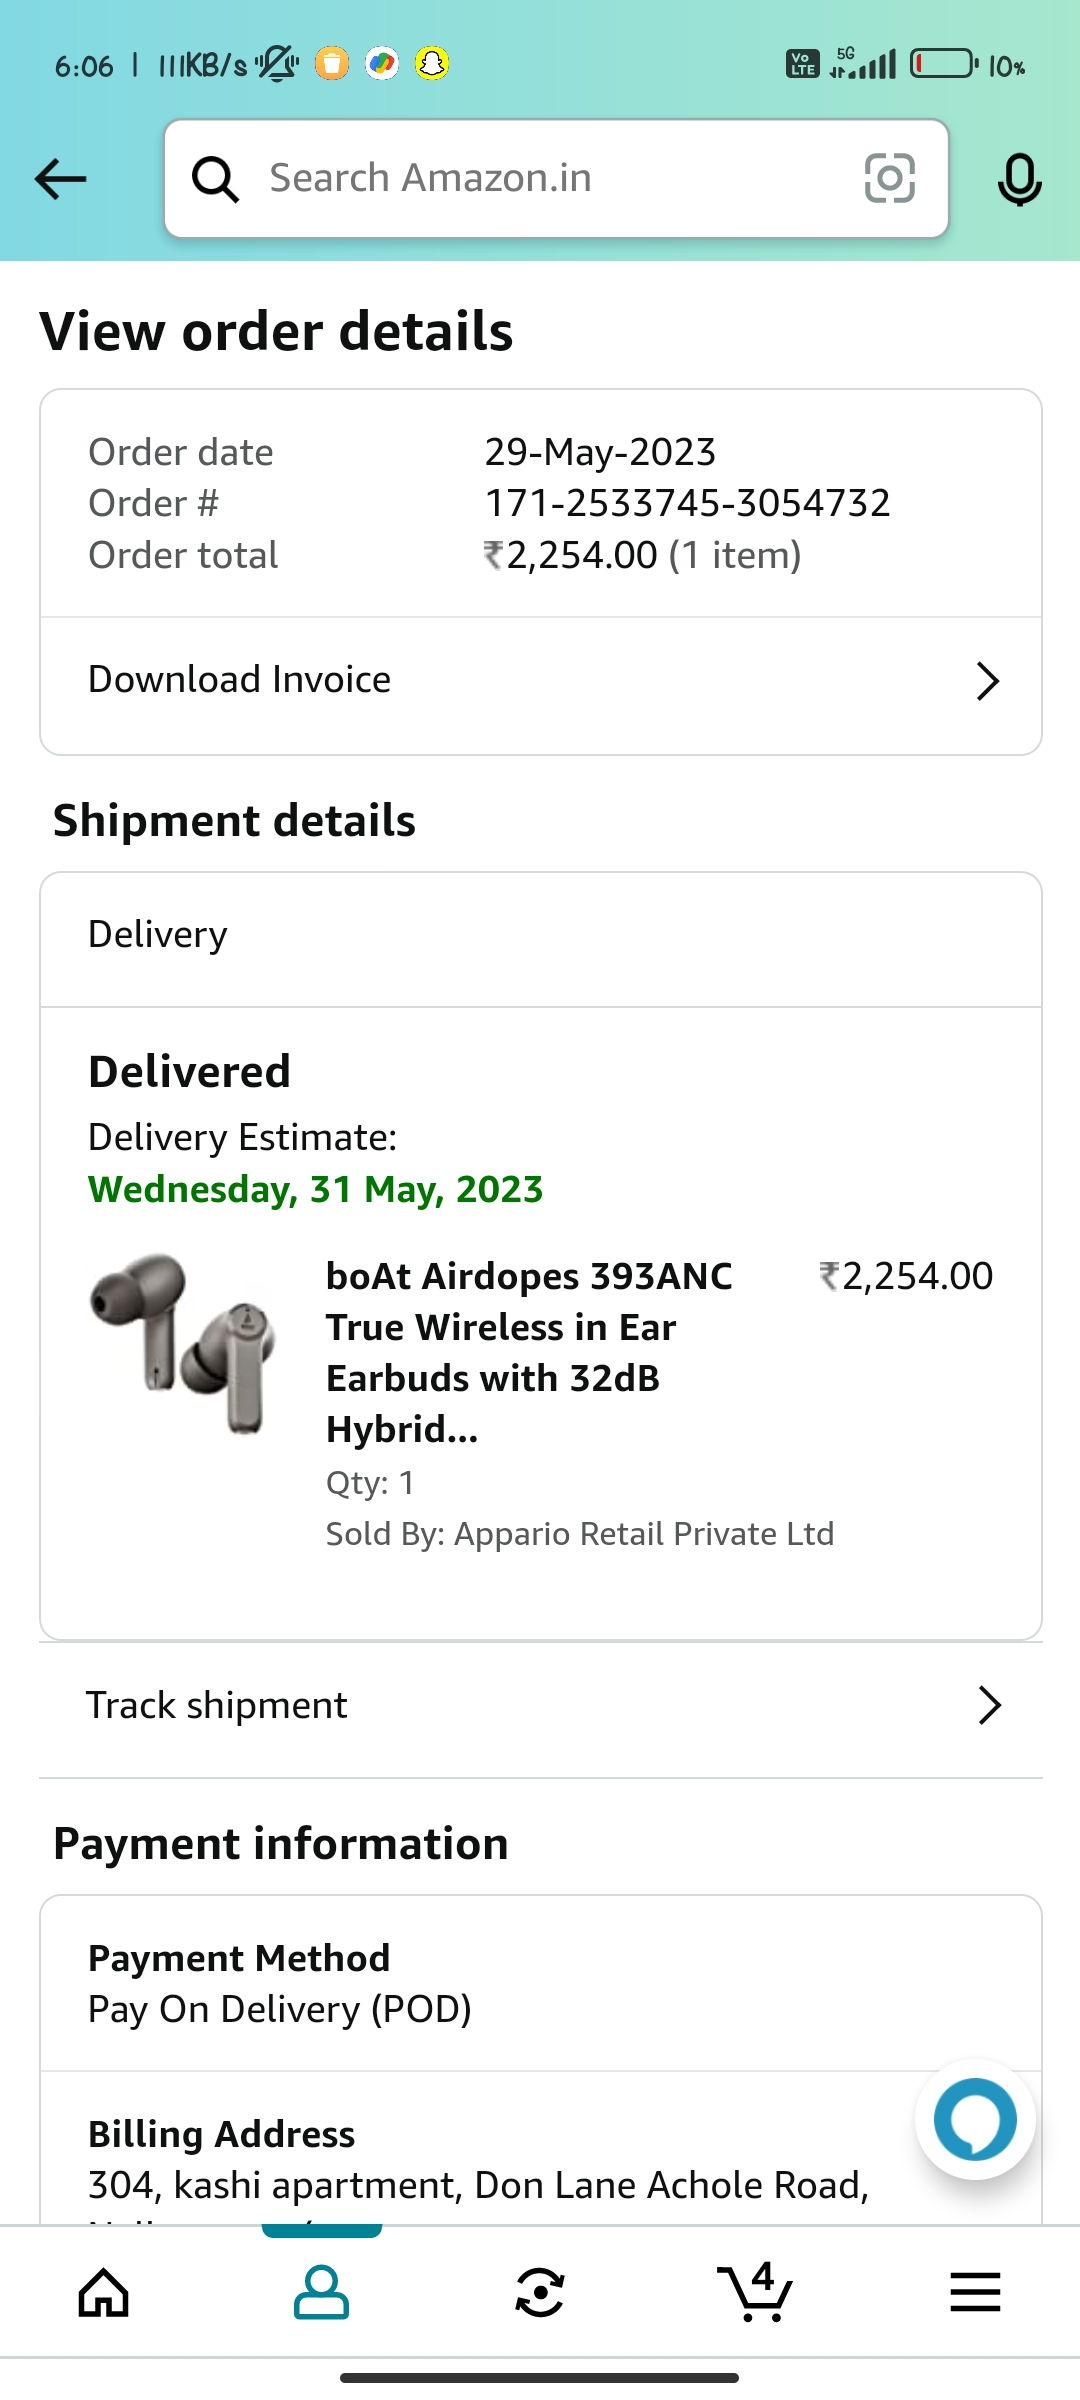 6:06 | 111KB/s
Vo LTE 5G 10%
Search Amazon.in
View order details
Order date 29-May-2023
Order # 171-2533745-3054732
Order total ₹2,254.00 (1 item)
Download Invoice
Shipment details
Delivery
Delivered
Delivery Estimate:
Wednesday, 31 May, 2023
boAt Airdopes 393ANC ₹2,254.00
True Wireless in Ear
Earbuds with 32dB
Hybrid...
Qty: 1
Sold By: Appario Retail Private Ltd
Track shipment
Payment information
Payment Method
Pay On Delivery (POD)
Billing Address
304, kashi apartment, Don Lane Achole Road,
4